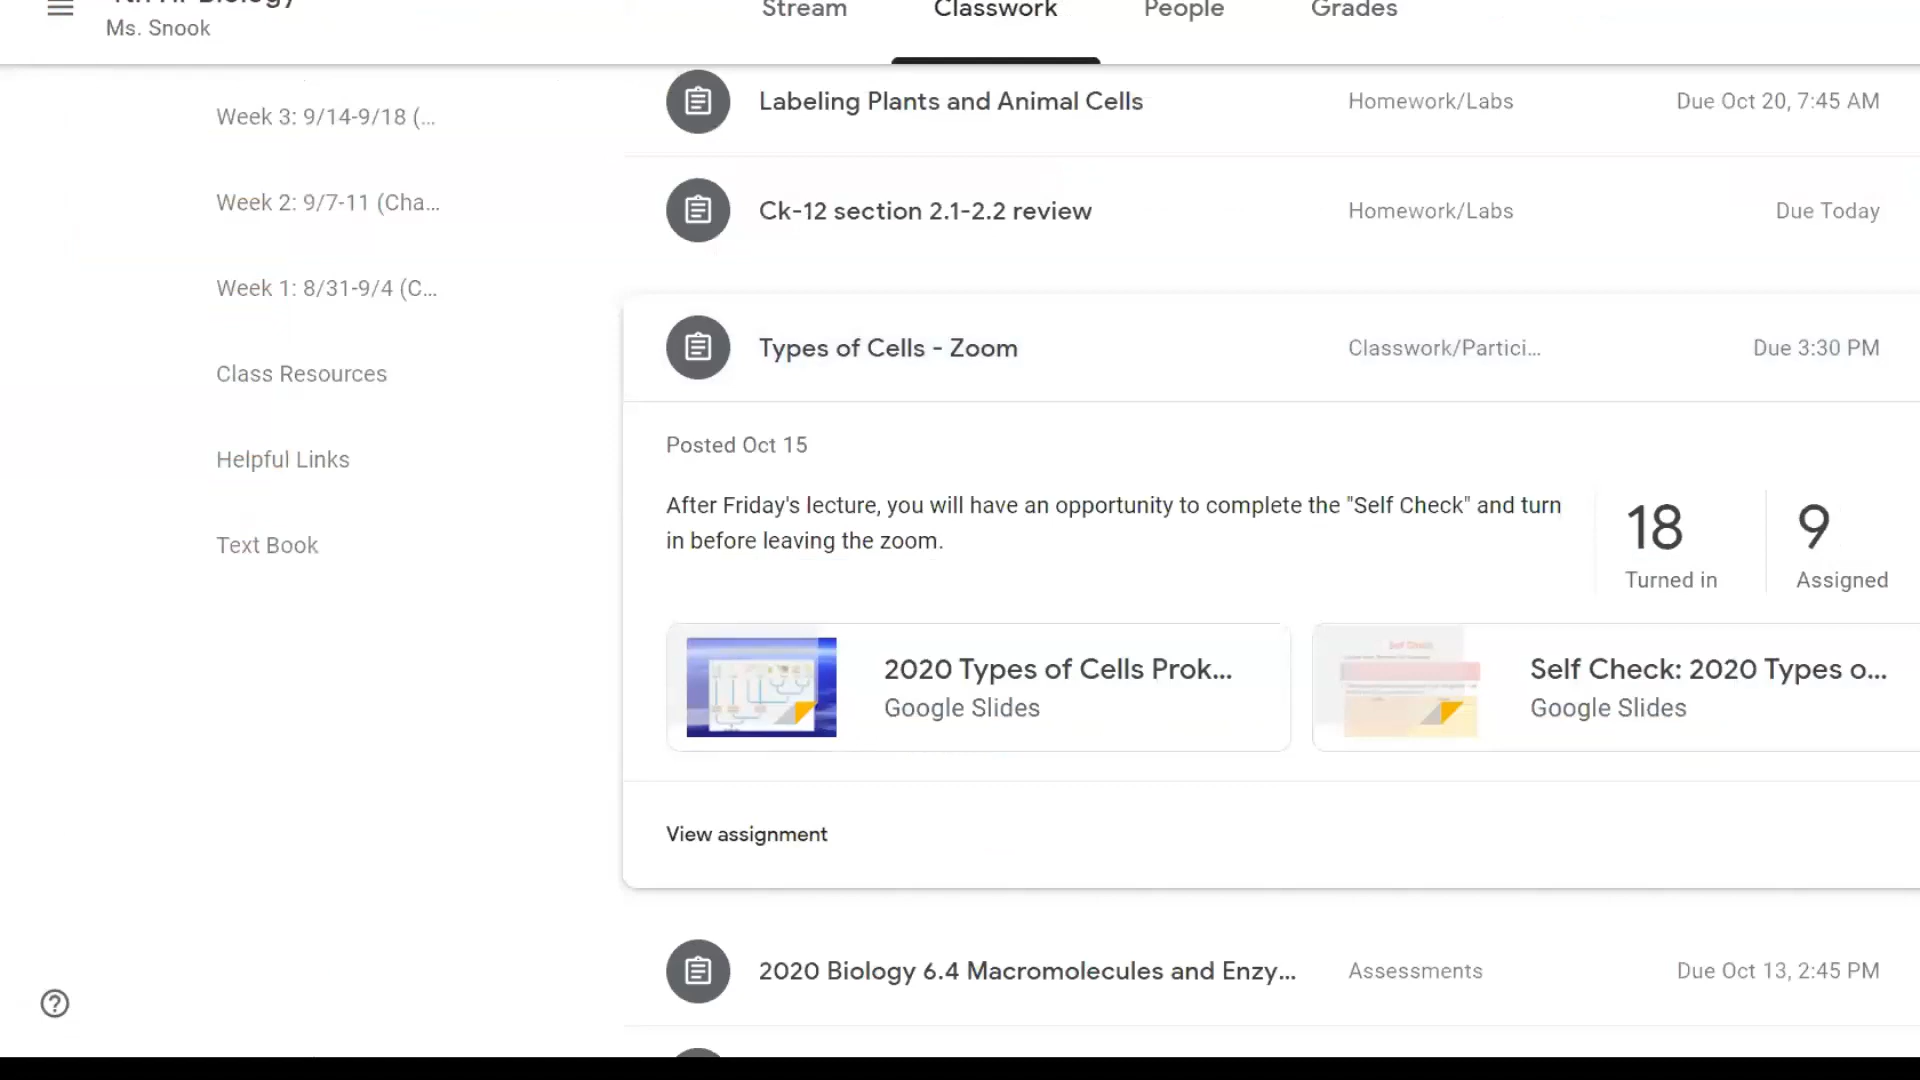 Biology
Ms. Snook
Stream
Classwork
People
Grades
Week 3: 9/14-9/18 (...
Week 2: 9/7-11 (Cha...
Week 1: 8/31-9/4 (C...
Class Resources
Helpful Links
Text Book
Labeling Plants and Animal Cells
Homework/Labs
Due Oct 20, 7:45 AM
Ck-12 section 2.1-2.2 review
Homework/Labs
Due Today
Types of Cells - Zoom
Classwork/Partici...
Due 3:30 PM
Posted Oct 15
After Friday's lecture, you will have an opportunity to complete the "Self Check" and turn
in before leaving the zoom.
18
Turned in
9
Assigned
2020 Types of Cells Prok...
Google Slides
Self Check
Self Check: 2020 Types o...
Google Slides
View assignment
2020 Biology 6.4 Macromolecules and Enzy...
Assessments
Due Oct 13, 2:45 PM